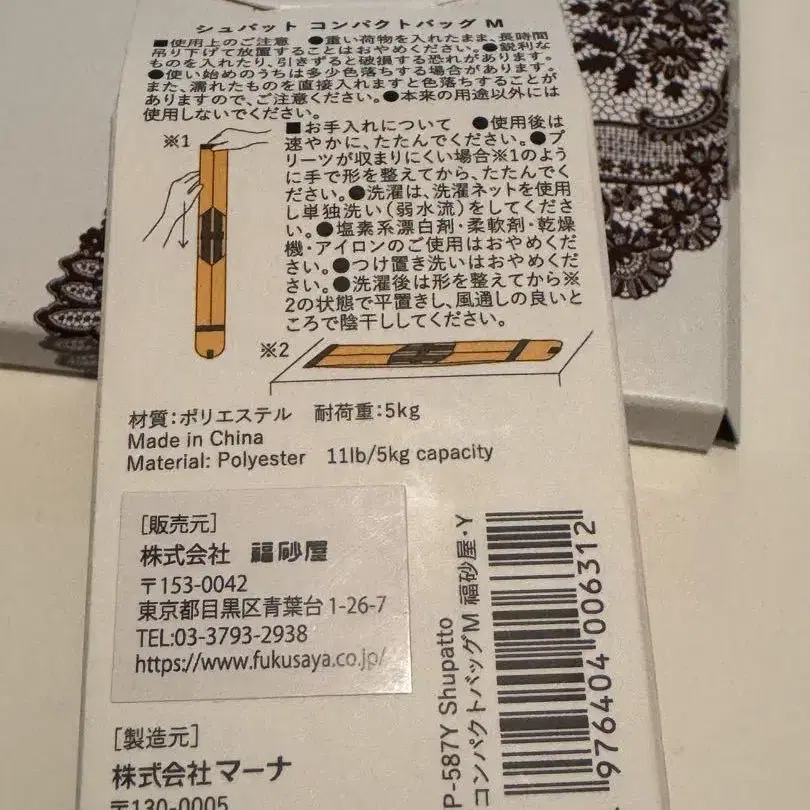 シュパット コンパクトバッグ M
■使用上のご注意 ●重い荷物を入れたまま、長時間
吊り下げて放置することはおやめください。●鋭利な
ものを入れたり、引きずると破損する恐れがあります。
●使い始めのうちは多少色落ちする場合があります。
また、濡れたものを直接入れますと色落ちすることが
ありますので、ご注意ください。●本来の用途以外には
使用しないでください。
■お手入れについて ●使用後は
速やかに、たたんでください。●プ
リーツが収まりにくい場合※1のよう
に手で形を整えてから、たたんでく
ださい。●洗濯は、洗濯ネットを使用
し単独洗い(弱水流)をしてくださ
い。●塩素系漂白剤・柔軟剤・乾燥
機・アイロンのご使用はおやめくだ
さい。●つけ置き洗いはおやめくだ
さい。●洗濯後は形を整えてから※
2の状態で平置きし、風通しの良いと
ころで陰干ししてください。
※1
※2
材質:ポリエステル 耐荷重:5kg
Made in China
Material: Polyester 11lb/5kg capacity
[販売元]
株式会社 福砂屋
〒153-0042
東京都目黒区青葉台 1-26-7
TEL:03-3793-2938
https://www.fukusaya.co.jp/
[製造元]
株式会社マーナ
〒130-0005
P-587Y Shupatto
コンパクトバッグM 福砂屋・Y
976404 006312